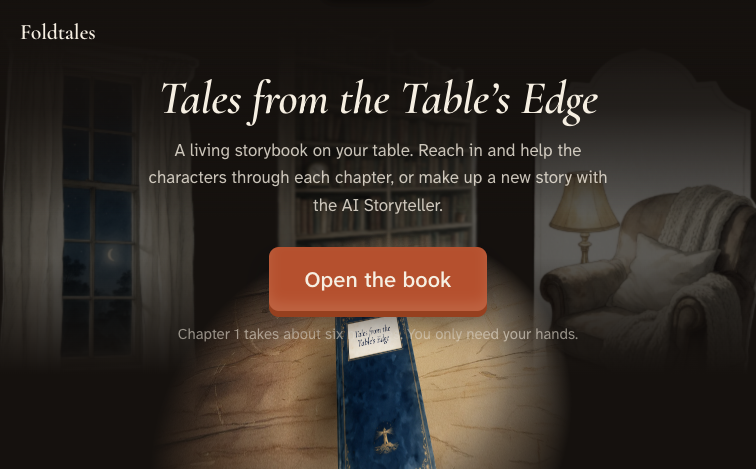 Foldtales
Tales from the Table's Edge
A living storybook on your table. Reach in and help the
characters through each chapter, or make up a new story with
the AI Storyteller.
Open the book
Chapter 1 takes about six
You only need your hands.
Tales from the
Table's Edge